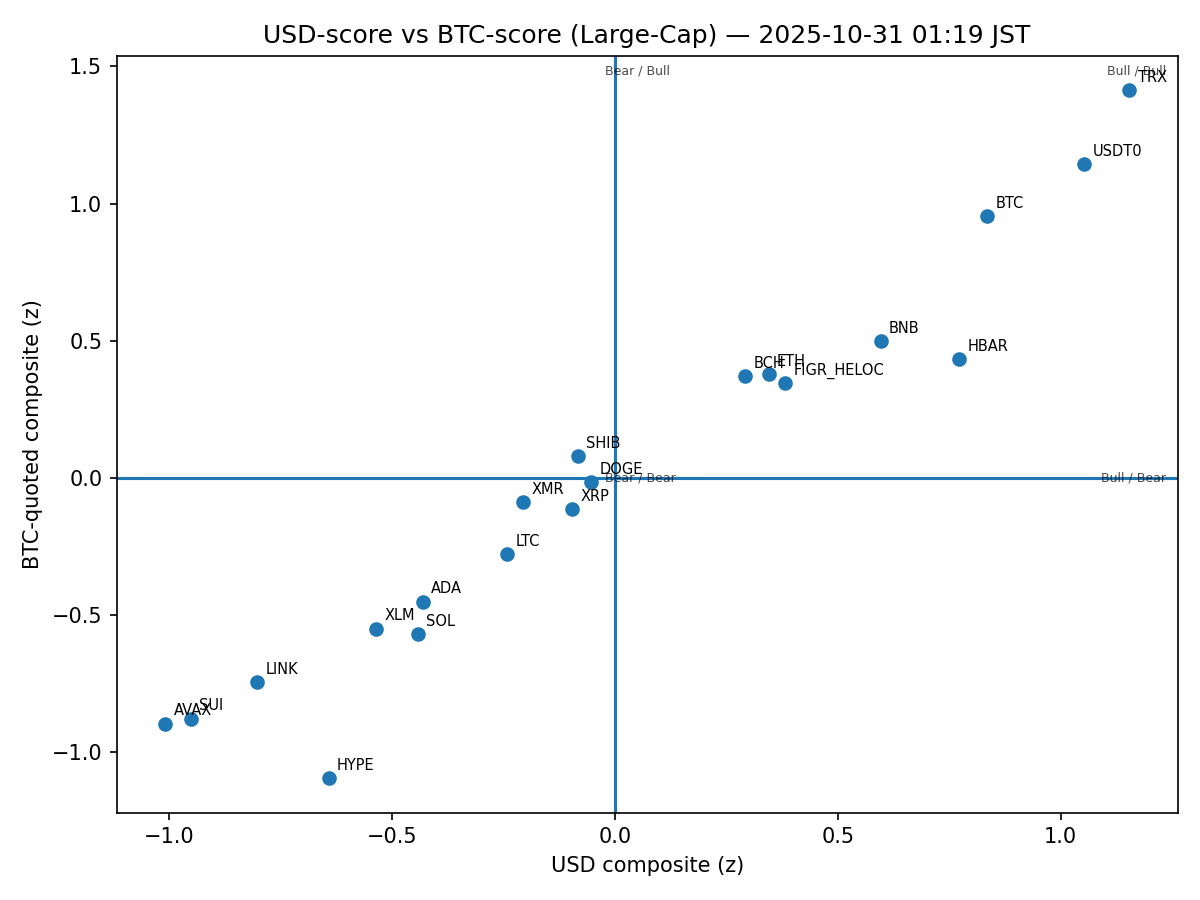 USD-score vs BTC-score (Large-Cap) — 2025-10-31 01:19 JST
Bear / Bull
Bull / Bull
TRX
USDT0
BTC
BNB
HBAR
BCH
ETH
FIGR_HELOC
SHIB
DOGE
Bear / Bear
Bull / Bear
XMR
XRP
LTC
ADA
XLM
SOL
LINK
SUI
AVAX
HYPE
1.5
1.0
0.5
0.0
−0.5
−1.0
BTC-quoted composite (z)
−1.0
−0.5
0.0
0.5
1.0
USD composite (z)